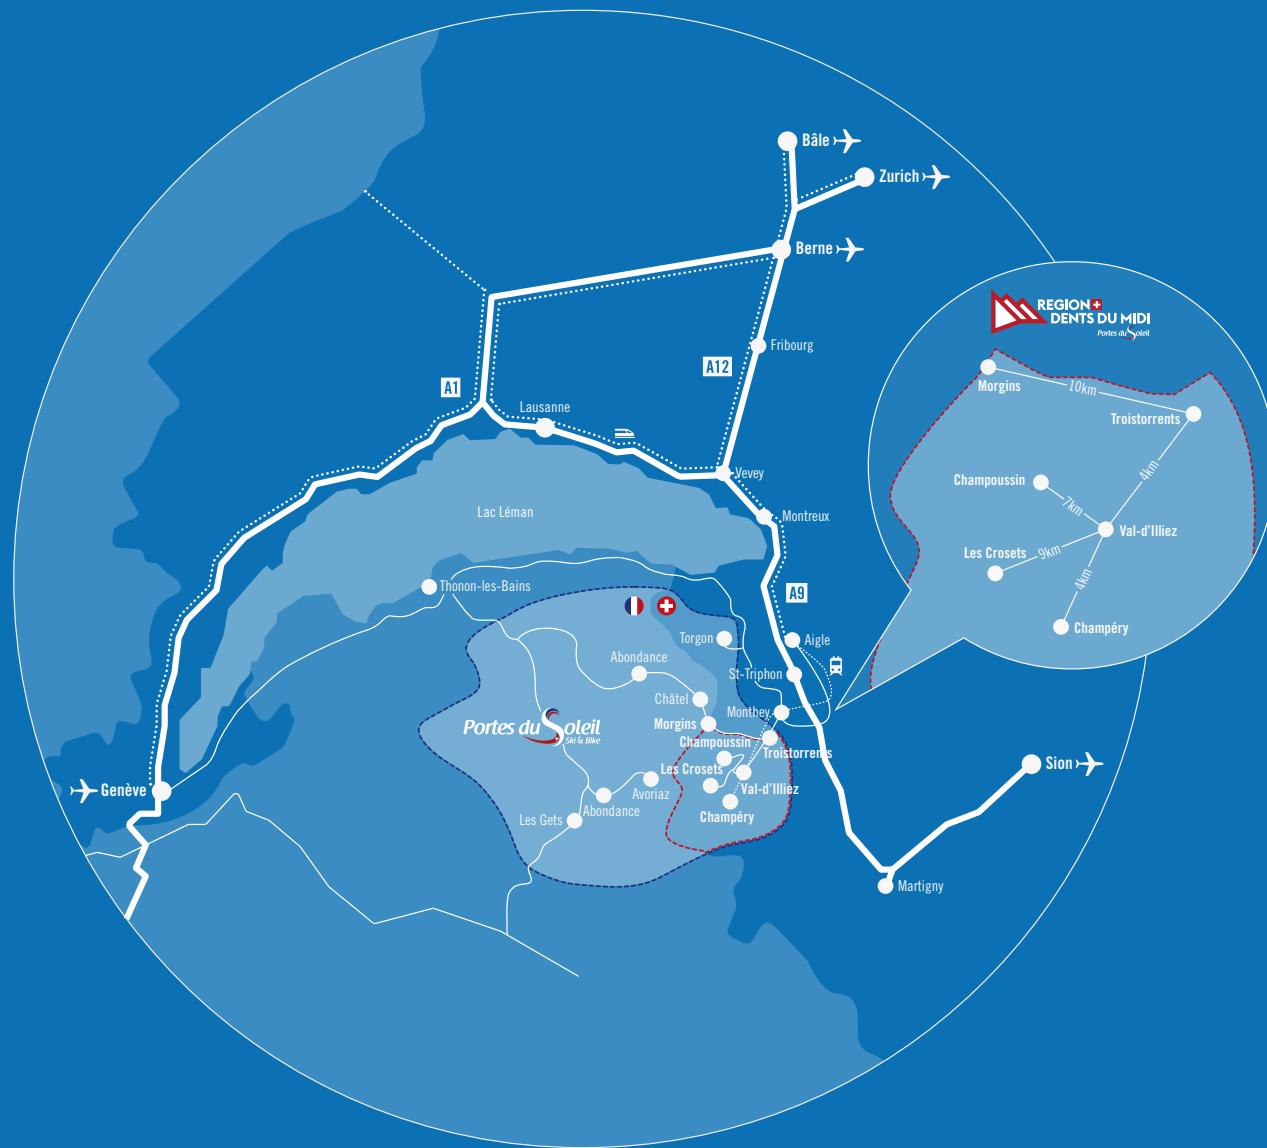 Bâle
Zurich
Berne
REGION
DENTS DU MIDI
Portes du Soleil
Fribourg
A12
A1
Morgins
10km
Troistorrents
Lausanne
4km
Vevey
Champoussin
7km
Val-d'Illiez
Lac Léman
Montreux
Les Crosets
9km
4km
Thonon-les-Bains
A9
Champéry
Torgon
Aigle
Abondance
St-Triphon
Châtel
Monthey
Portes du Soleil
Ski & Bike
Morgins
Champoussin
Troistorrents
Les Crosets
Genève
Avoriaz
Val-d'Illiez
Sion
Abondance
Les Gets
Champéry
Martigny